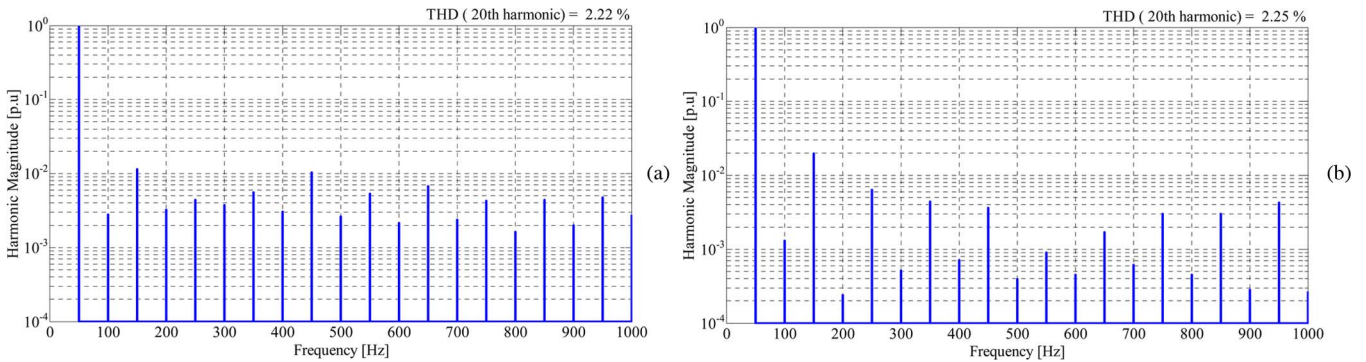 THD ( 20th harmonic) = 2.22 %
10^0
10^-1
10^-2
10^-3
10^-4
Harmonic Magnitude [p.u]
0 100 200 300 400 500 600 700 800 900 1000
Frequency [Hz]
(a)
THD ( 20th harmonic) = 2.25 %
10^0
10^-1
10^-2
10^-3
10^-4
Harmonic Magnitude [p.u]
0 100 200 300 400 500 600 700 800 900 1000
Frequency [Hz]
(b)